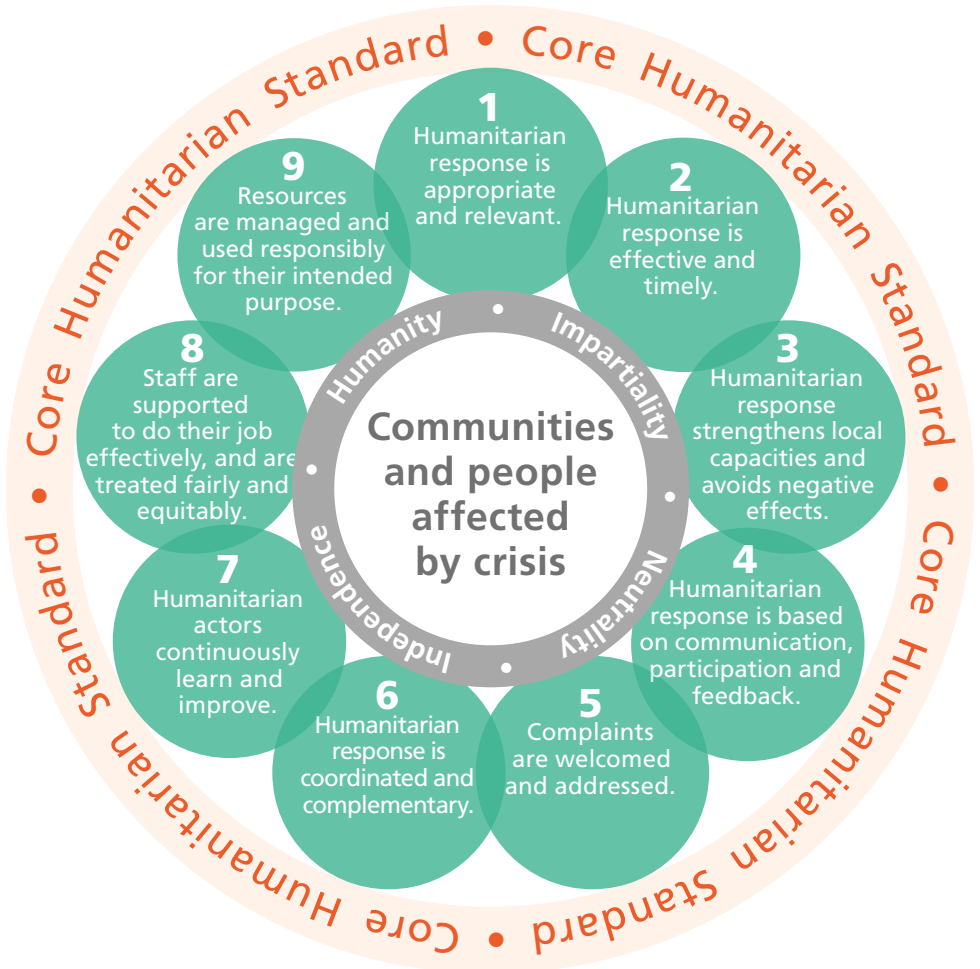 Core Humanitarian Standard • Core Humanitarian Standard • Core Humanitarian Standard • Core Humanitarian Standard •
1
Humanitarian
response is
appropriate
and relevant.
2
Humanitarian
response is
effective and
timely.
3
Humanitarian
response
strengthens local
capacities and
avoids negative
effects.
4
Humanitarian
response is based
on communication,
participation and
feedback.
5
Complaints
are welcomed
and addressed.
6
Humanitarian
response is
coordinated and
complementary.
7
Humanitarian
actors
continuously
learn and
improve.
8
Staff are
supported
to do their job
effectively, and are
treated fairly and
equitably.
9
Resources
are managed and
used responsibly
for their intended
purpose.
Humanity • Impartiality • Neutrality • Independence •
Communities
and people
affected
by crisis